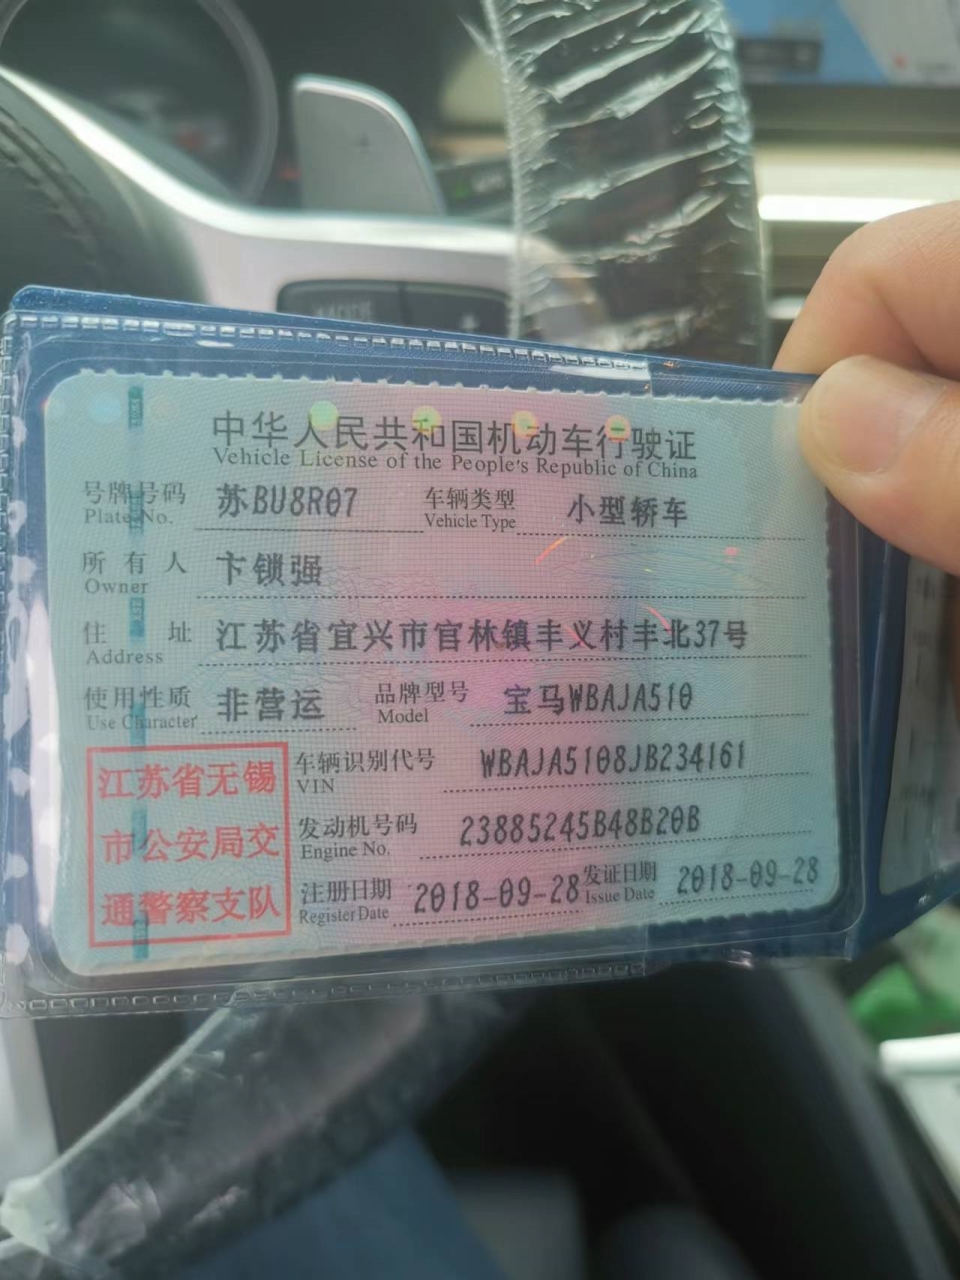 中华人民共和国机动车行驶证
Vehicle License of the People's Republic of China
号牌号码 苏BU8R07 车辆类型 小型轿车
Plate No. Vehicle Type
所有人 卞锁强
Owner
住址 江苏省宜兴市官林镇丰义村丰北37号
Address
使用性质 非营运 品牌型号 宝马WBAJA510
Use Character Model
江苏省无锡
市公安局交
通警察支队
车辆识别代号 WBAJA5108JB234161
VIN
发动机号码 23885245B48B20B
Engine No.
注册日期 2018-09-28 发证日期 2018-09-28
Register Date Issue Date